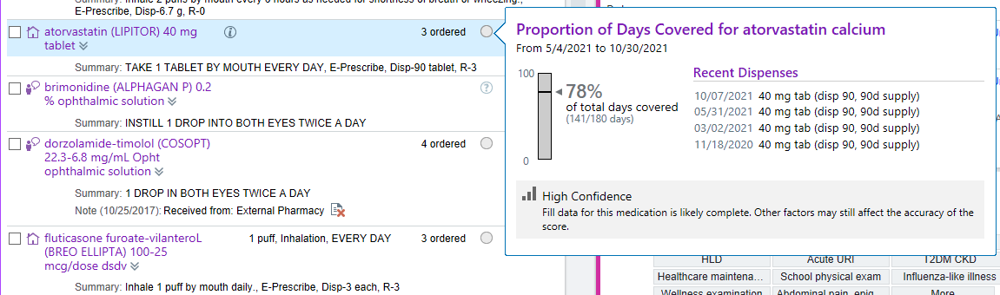 Summary: Inhale 2 puffs by mouth every 6 hours as needed for shortness of breath or wheezing.,
E-Prescribe, Disp-6.7 g, R-0
atorvastatin (LIPITOR) 40 mg
tablet
3 ordered
Summary: TAKE 1 TABLET BY MOUTH EVERY DAY, E-Prescribe, Disp-90 tablet, R-3
brimonidine (ALPHAGAN P) 0.2
% ophthalmic solution
Summary: INSTILL 1 DROP INTO BOTH EYES TWICE A DAY
dorzolamide-timolol (COSOPT)
22.3-6.8 mg/mL Opht
ophthalmic solution
4 ordered
Summary: 1 DROP IN BOTH EYES TWICE A DAY
Note (10/25/2017): Received from: External Pharmacy
fluticasone furoate-vilanteroL
(BREO ELLIPTA) 100-25
mcg/dose dsdv
1 puff, Inhalation, EVERY DAY
3 ordered
Summary: Inhale 1 puff by mouth daily., E-Prescribe, Disp-3 each, R-3
Proportion of Days Covered for atorvastatin calcium
From 5/4/2021 to 10/30/2021
100
0
78%
of total days covered
(141/180 days)
Recent Dispenses
10/07/2021 40 mg tab (disp 90, 90d supply)
05/31/2021 40 mg tab (disp 90, 90d supply)
03/02/2021 40 mg tab (disp 90, 90d supply)
11/18/2020 40 mg tab (disp 90, 90d supply)
High Confidence
Fill data for this medication is likely complete. Other factors may still affect the accuracy of the
score.
HLD
Acute URI
T2DM CKD
Healthcare maintena...
School physical exam
Influenza-like illness
Wellness examination
Abdominal pain, epig...
More...